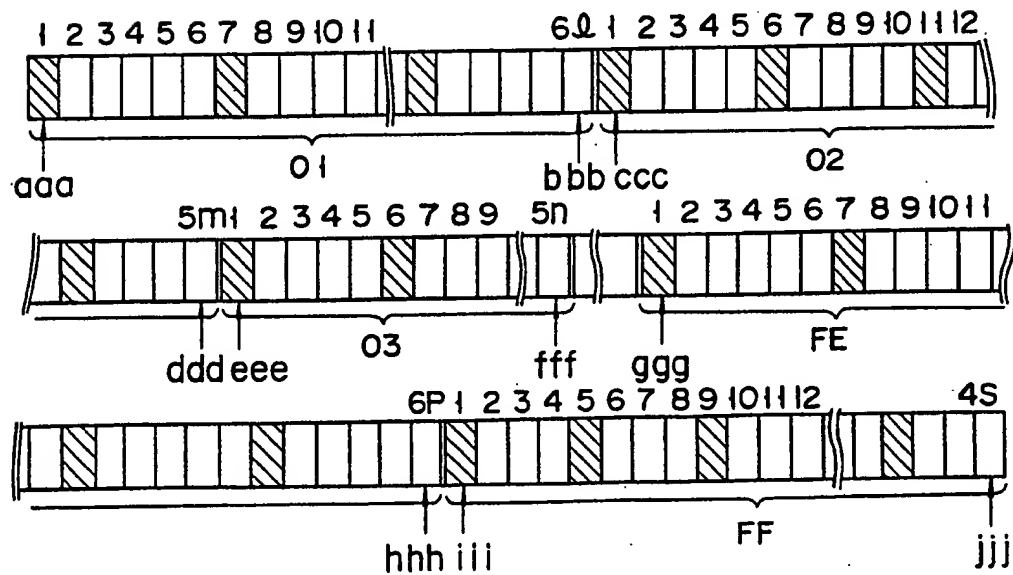 1 2 3 4 5 6 7 8 9 10 11 6ℓ 1 2 3 4 5 6 7 8 9 10 11 12
01 02
aaa bbb ccc
5m 1 2 3 4 5 6 7 8 9 5n 1 2 3 4 5 6 7 8 9 10 11
03 FE
ddd eee fff ggg
6P 1 2 3 4 5 6 7 8 9 10 11 12 4S
FF
hhh iii jjj